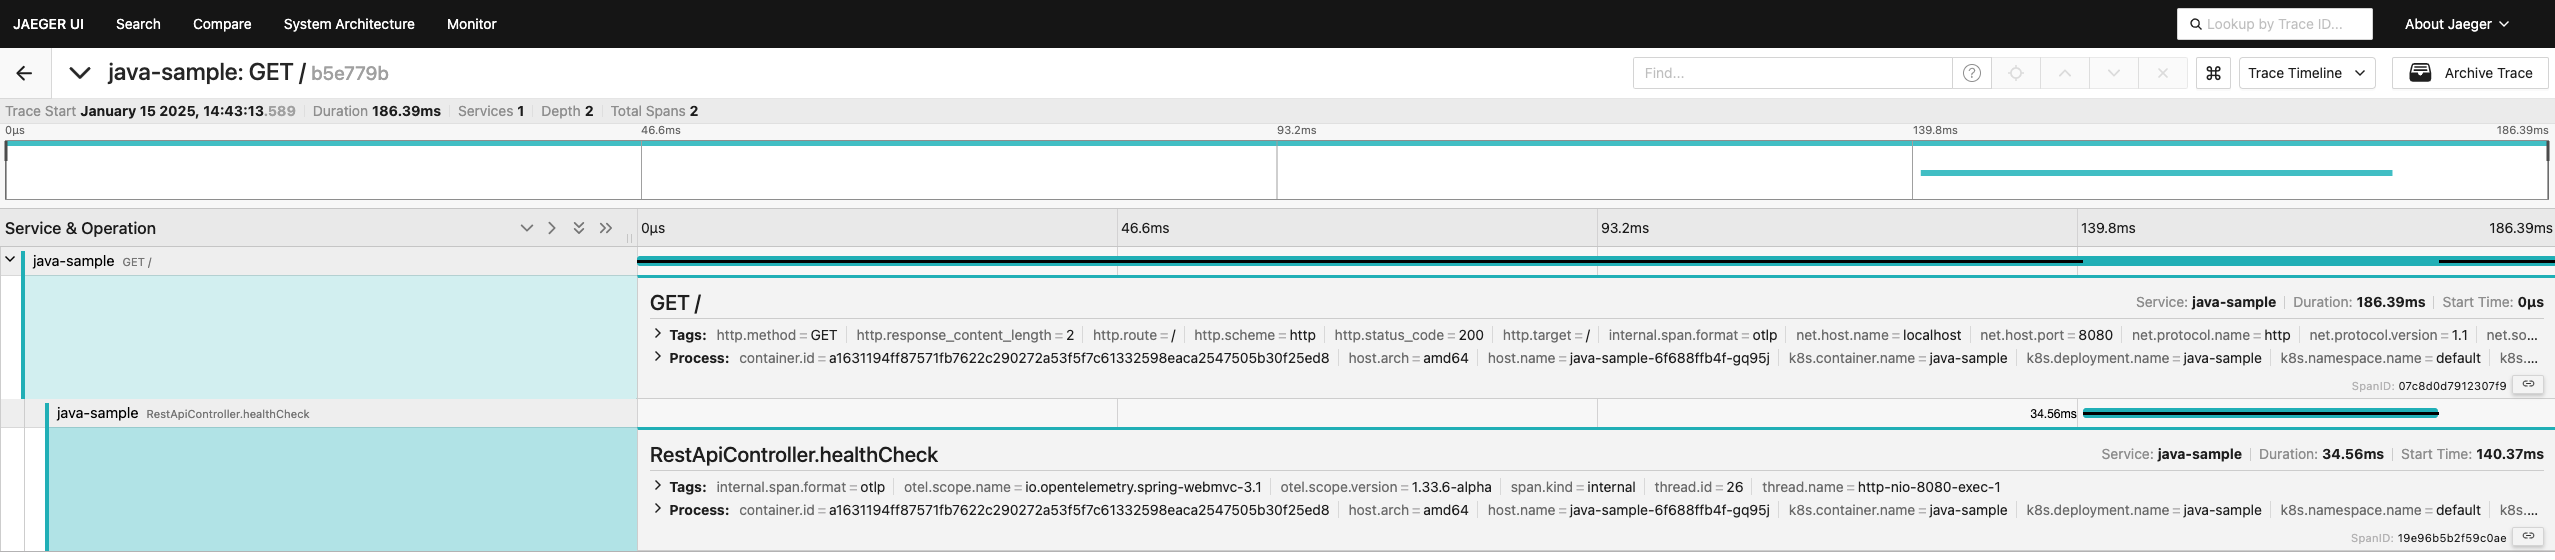 JAEGER UI Search Compare System Architecture Monitor Lookup by Trace ID... About Jaeger
java-sample: GET / b5e779b Find... ? ⌘ Trace Timeline Archive Trace
Trace Start January 15 2025, 14:43:13.589 Duration 186.39ms Services 1 Depth 2 Total Spans 2
0μs 46.6ms 93.2ms 139.8ms 186.39ms
Service & Operation 0μs 46.6ms 93.2ms 139.8ms 186.39ms
java-sample GET /
GET / Service: java-sample Duration: 186.39ms Start Time: 0μs
Tags: http.method = GET http.response_content_length = 2 http.route = / http.scheme = http http.status_code = 200 http.target = / internal.span.format = otlp net.host.name = localhost net.host.port = 8080 net.protocol.name = http net.protocol.version = 1.1 net.so...
Process: container.id = a1631194ff87571fb7622c290272a53f5f7c61332598eaca2547505b30f25ed8 host.arch = amd64 host.name = java-sample-6f688ffb4f-gq95j k8s.container.name = java-sample k8s.deployment.name = java-sample k8s.namespace.name = default k8s....
SpanID: 07c8d0d7912307f9
java-sample RestApiController.healthCheck 34.56ms
RestApiController.healthCheck Service: java-sample Duration: 34.56ms Start Time: 140.37ms
Tags: internal.span.format = otlp otel.scope.name = io.opentelemetry.spring-webmvc-3.1 otel.scope.version = 1.33.6-alpha span.kind = internal thread.id = 26 thread.name = http-nio-8080-exec-1
Process: container.id = a1631194ff87571fb7622c290272a53f5f7c61332598eaca2547505b30f25ed8 host.arch = amd64 host.name = java-sample-6f688ffb4f-gq95j k8s.container.name = java-sample k8s.deployment.name = java-sample k8s.namespace.name = default k8s....
SpanID: 19e96b5b2f59c0ae